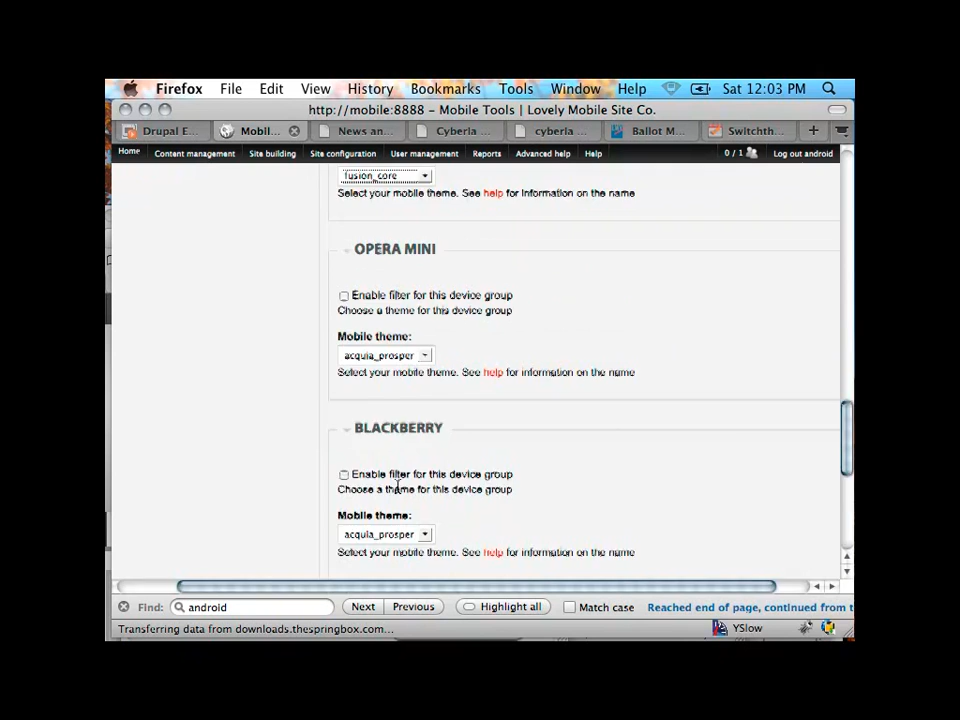 Firefox File Edit View History Bookmarks Tools Window Help Sat 12:03 PM
http://mobile:8888 – Mobile Tools | Lovely Mobile Site Co.
Drupal E... Mobil... News an... Cyberla ... cyberla ... Ballot M... Switchth...
Home Content management Site building Site configuration User management Reports Advanced help Help 0 / 1 Log out android
fusion_core
Select your mobile theme. See help for information on the name
OPERA MINI
Enable filter for this device group
Choose a theme for this device group
Mobile theme:
acquia_prosper
Select your mobile theme. See help for information on the name
BLACKBERRY
Enable filter for this device group
Choose a theme for this device group
Mobile theme:
acquia_prosper
Select your mobile theme. See help for information on the name
Find: android Next Previous Highlight all Match case Reached end of page, continued from t
Transferring data from downloads.thespringbox.com... YSlow